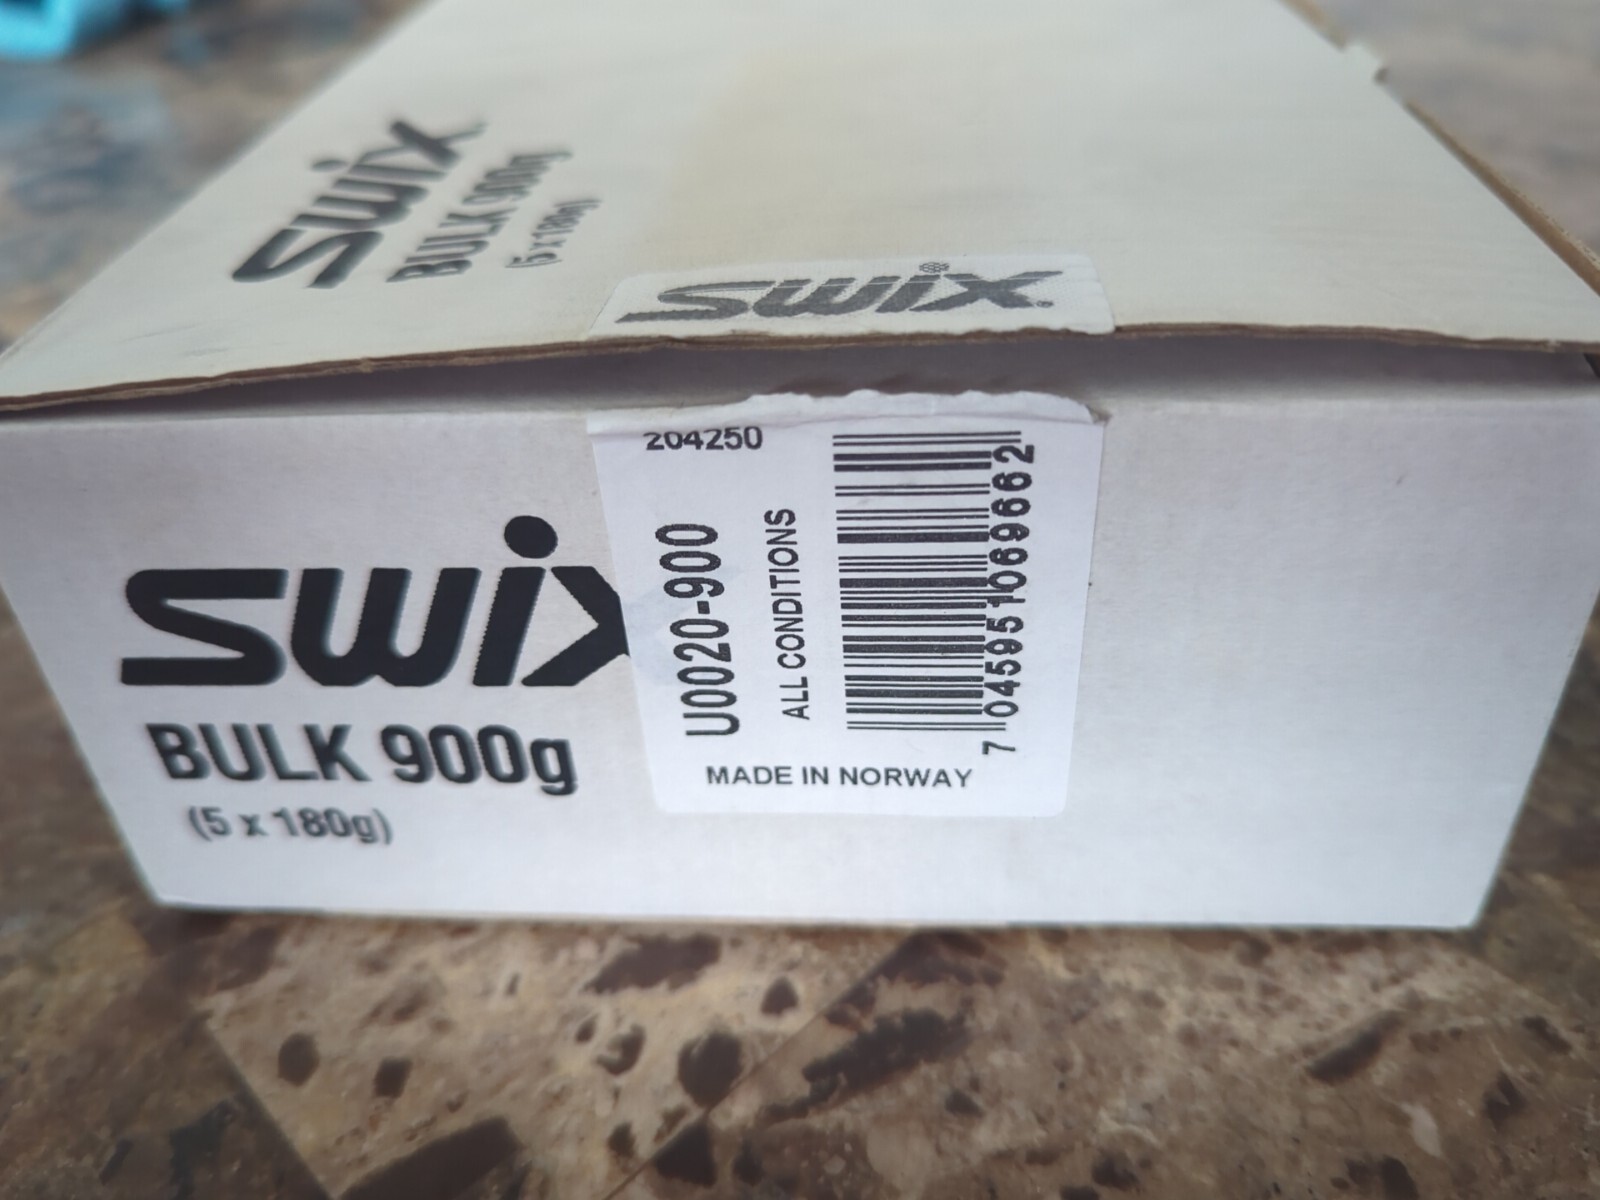 SWIX
BULK 900g
(5 x 180g)
SWIX
SWIX
BULK 900g
(5 x 180g)
204250
U0020-900
ALL CONDITIONS
7 045951 069662
MADE IN NORWAY